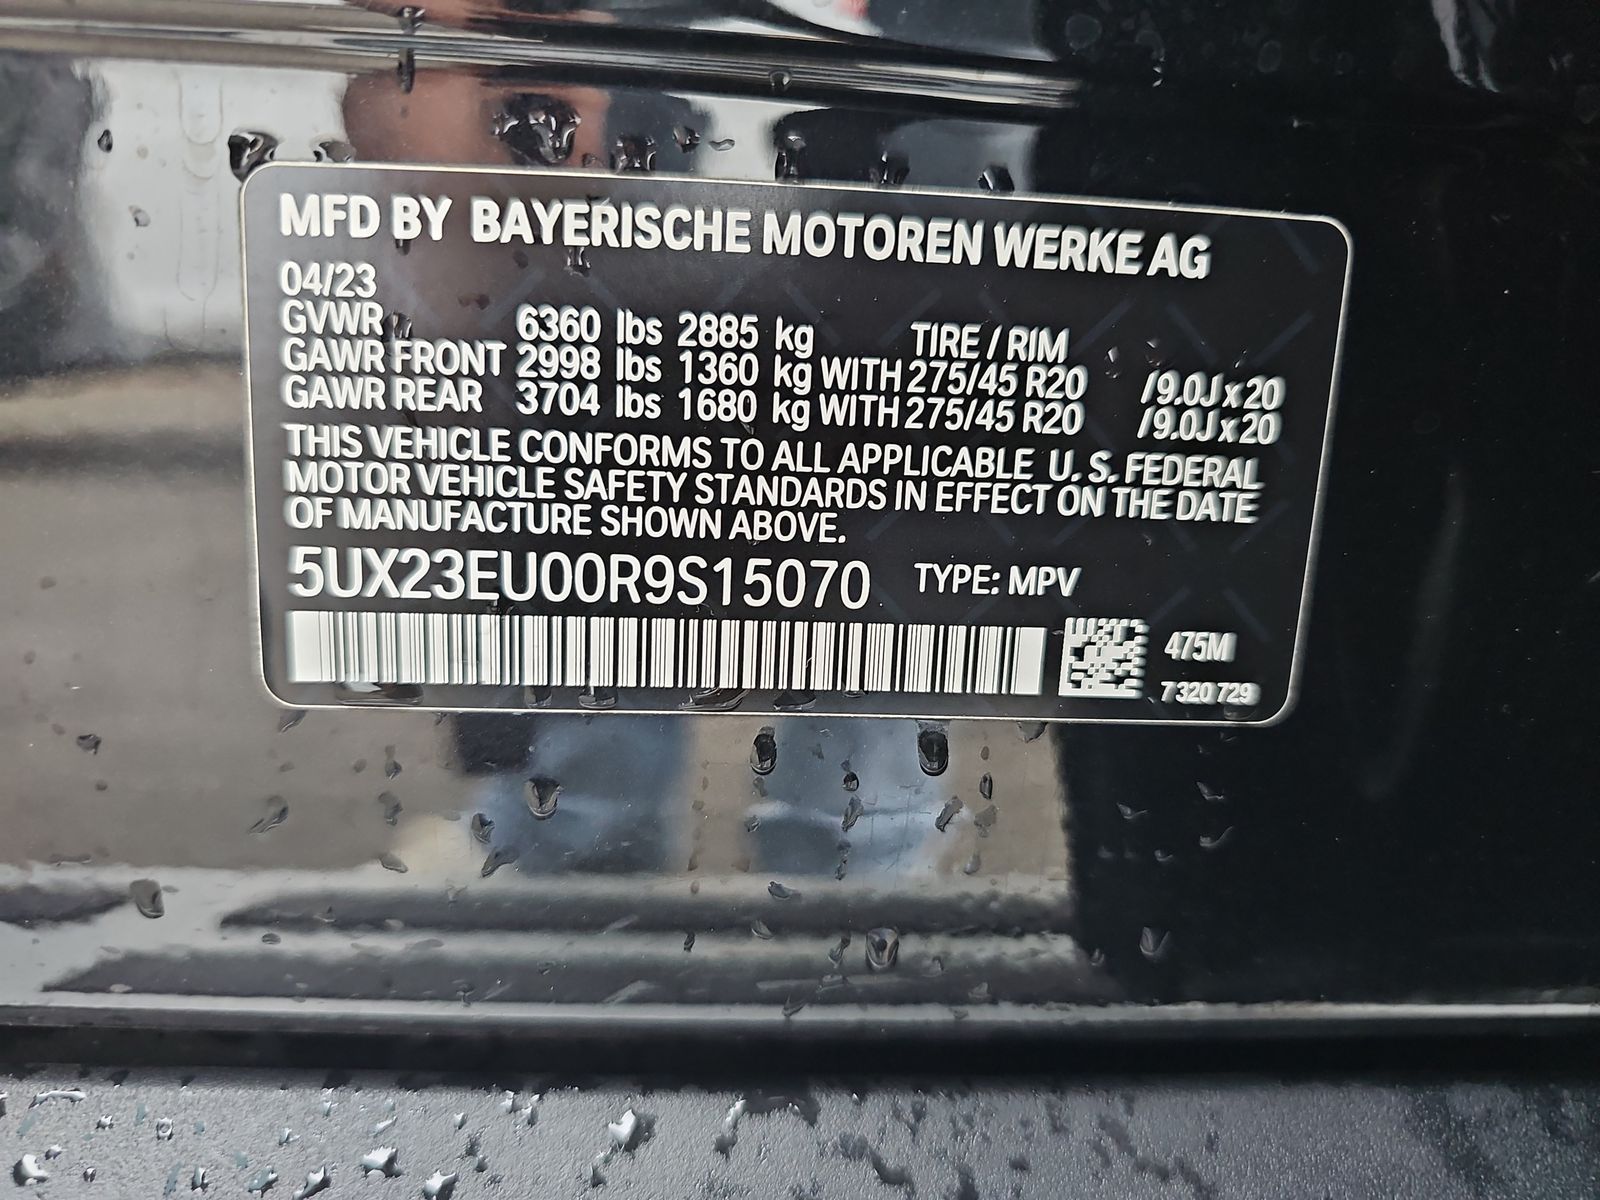 MFD BY BAYERISCHE MOTOREN WERKE AG
04/23
GVWR 6360 lbs 2885 kg TIRE / RIM
GAWR FRONT 2998 lbs 1360 kg WITH 275/45 R20 /9.0J x 20
GAWR REAR 3704 lbs 1680 kg WITH 275/45 R20 /9.0J x 20
THIS VEHICLE CONFORMS TO ALL APPLICABLE U. S. FEDERAL
MOTOR VEHICLE SAFETY STANDARDS IN EFFECT ON THE DATE
OF MANUFACTURE SHOWN ABOVE.
5UX23EU00R9S15070 TYPE: MPV
475M
7 320 729